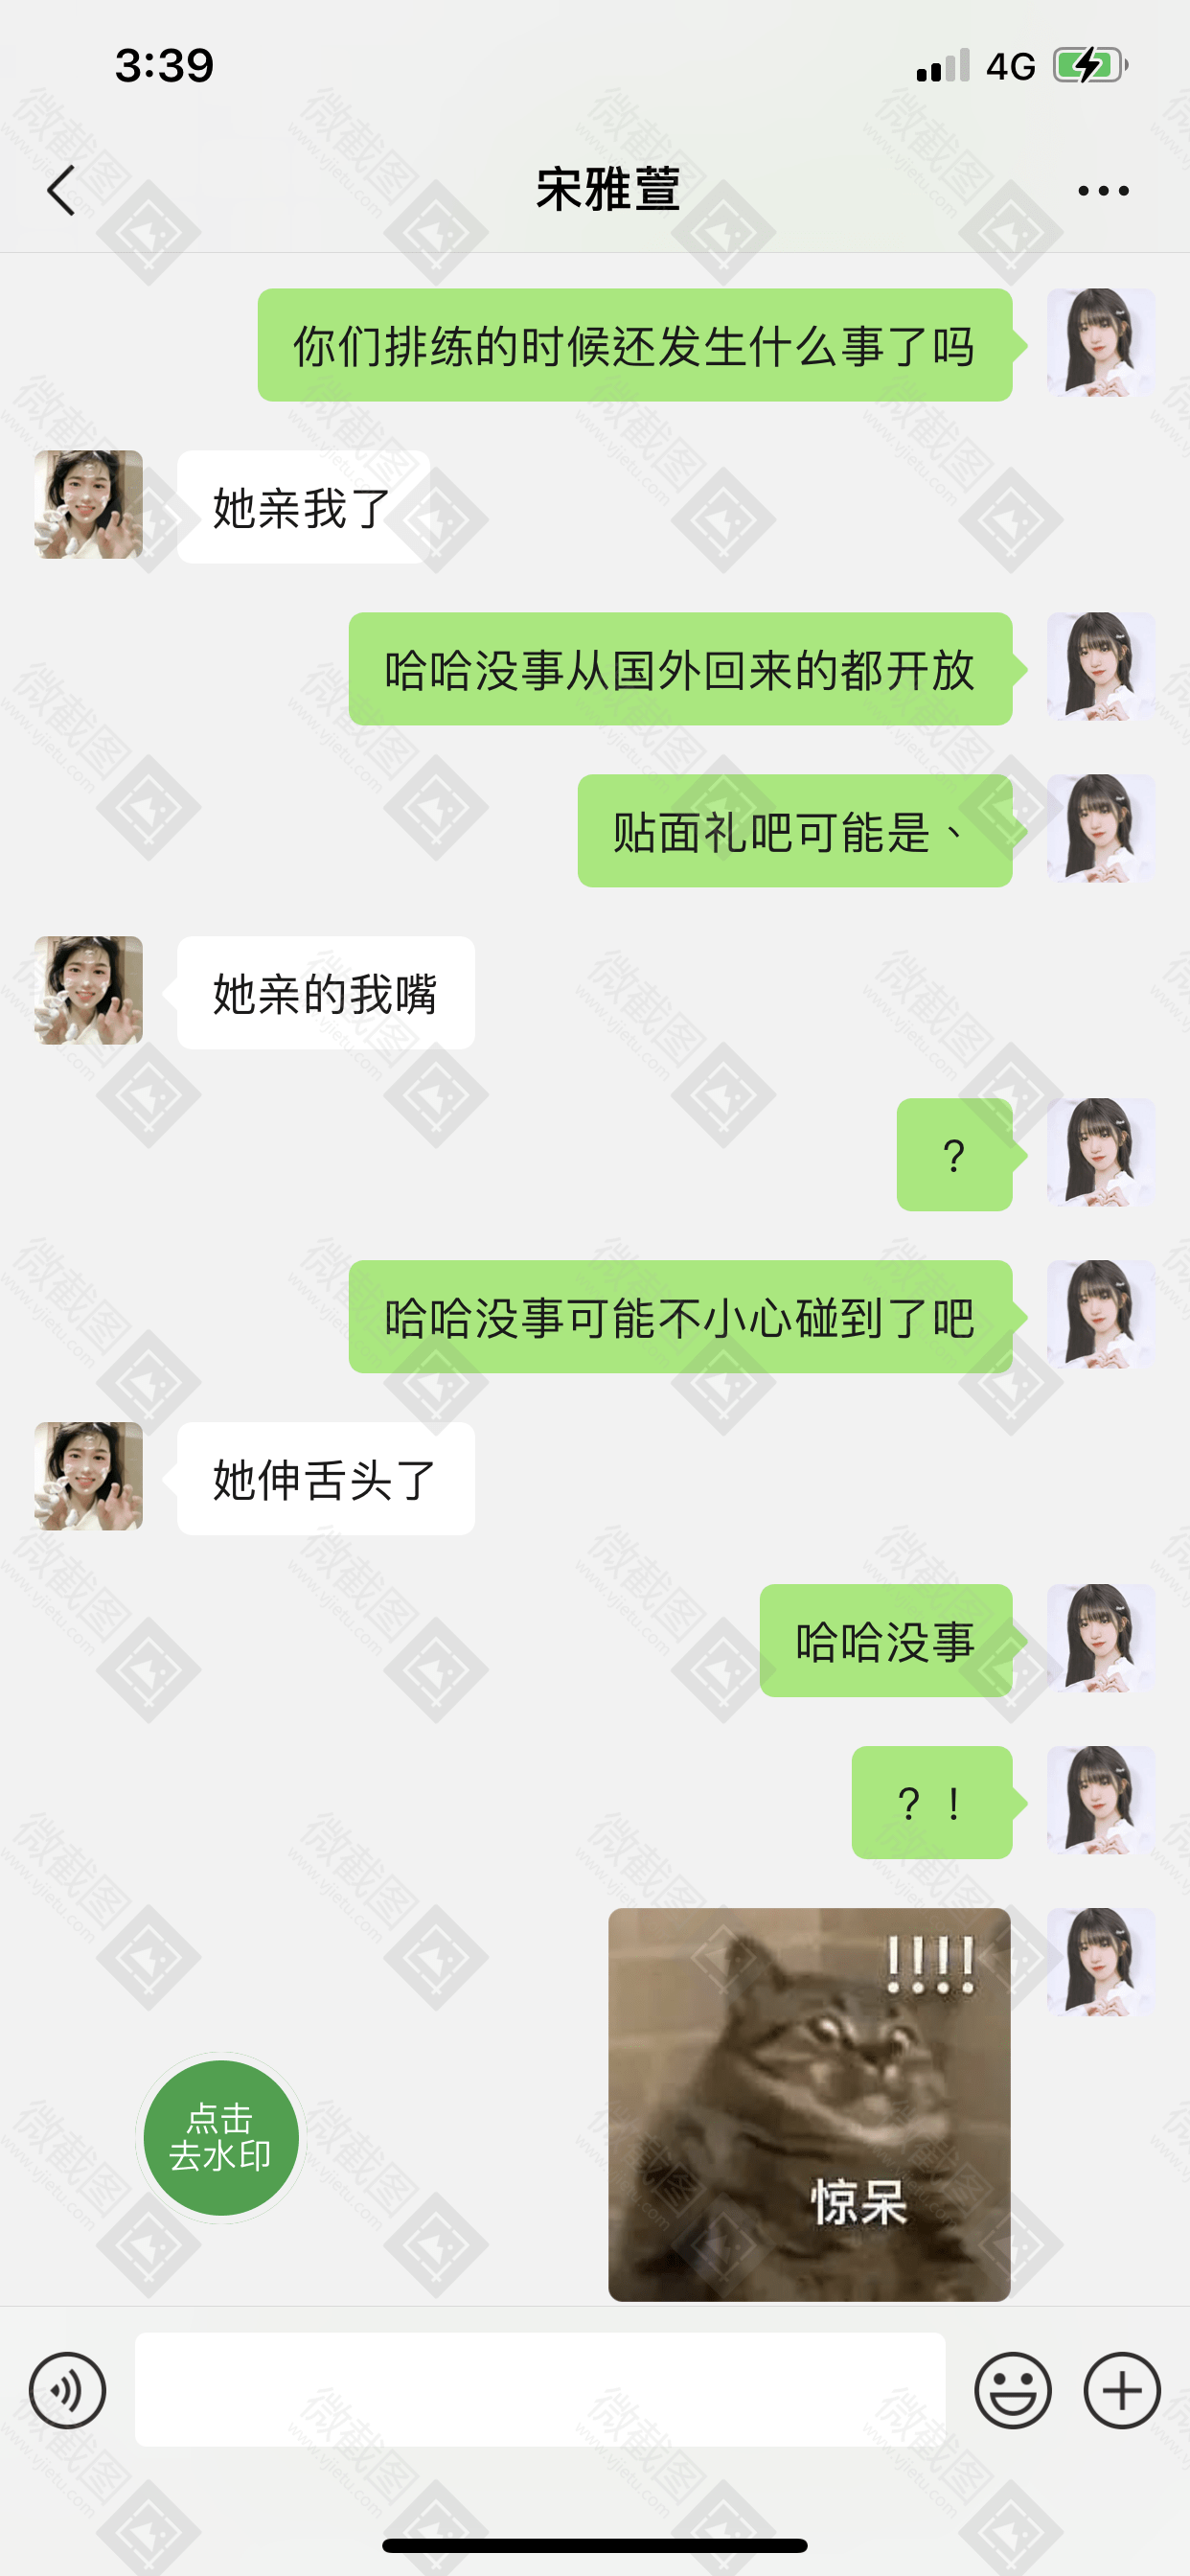 3:39
4G
宋雅萱
你们排练的时候还发生什么事了吗
她亲我了
哈哈没事从国外回来的都开放
贴面礼吧可能是、
她亲的我嘴
？
哈哈没事可能不小心碰到了吧
她伸舌头了
哈哈没事
？！
!!!!
惊呆
点击
去水印
微截图
www.vjietu.com